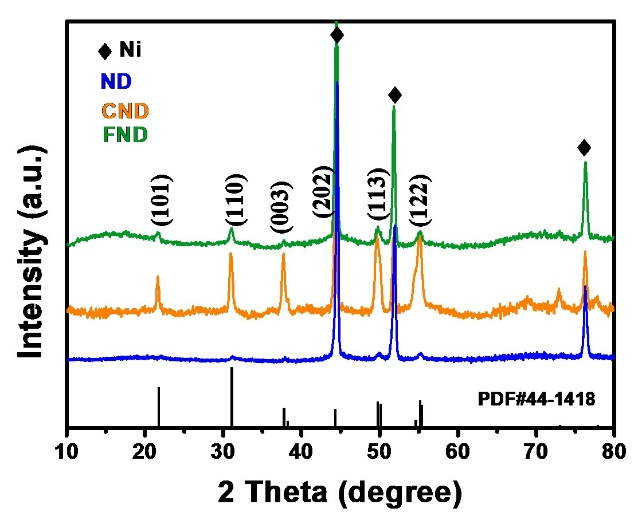 ◆ Ni
ND
CND
FND
(101)
(110)
(003)
(202)
(113)
(122)
PDF#44-1418
10 20 30 40 50 60 70 80
2 Theta (degree)
Intensity (a.u.)